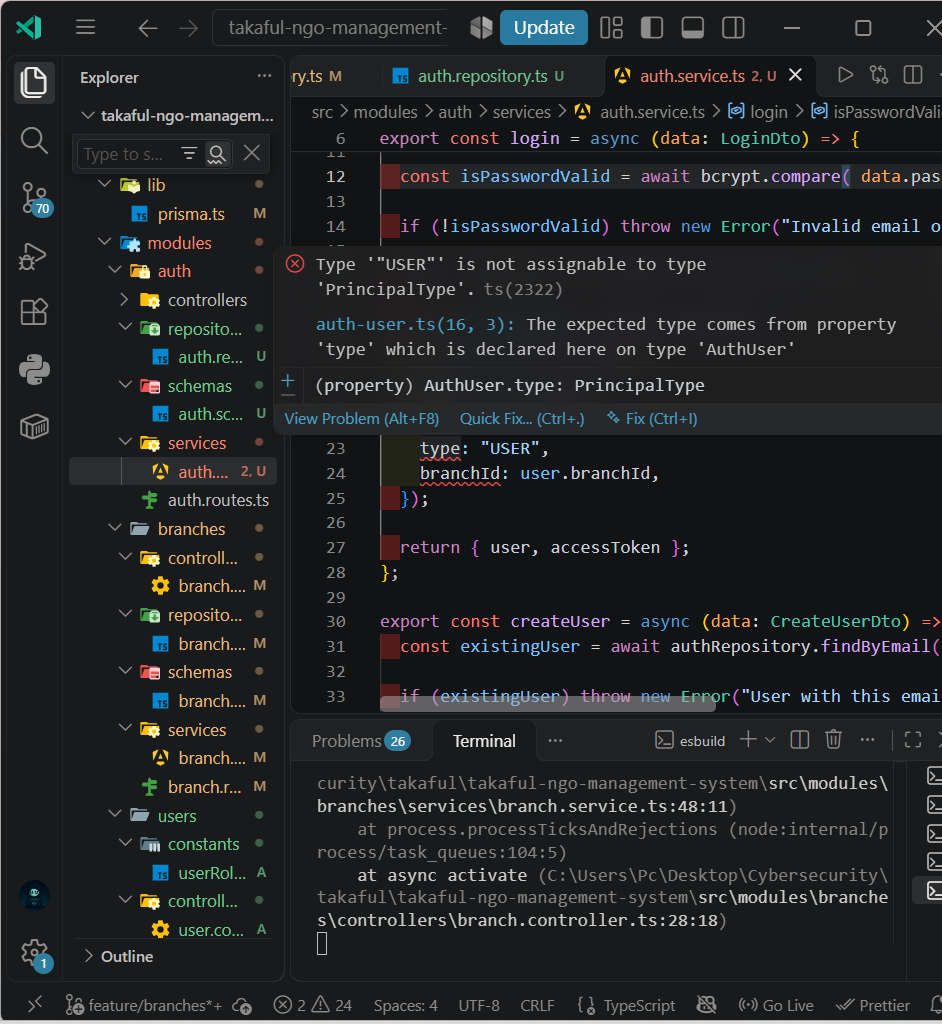 takaful-ngo-management-
Update
Explorer
takaful-ngo-managem...
Type to s...
lib
prisma.ts M
modules
auth
controllers
reposito...
auth.re... U
schemas
auth.sc... U
services
auth.... 2, U
auth.routes.ts
branches
controll...
branch.... M
reposito...
branch.... M
schemas
branch.... M
services
branch.... M
branch.r... M
users
constants
userRol... A
controll...
user.co... A
Outline
70
1
ory.ts M
auth.repository.ts U
auth.service.ts 2, U
src > modules > auth > services > auth.service.ts > login > isPasswordVali
6 export const login = async (data: LoginDto) => {
11
12 const isPasswordValid = await bcrypt.compare( data.pas
13
14 if (!isPasswordValid) throw new Error("Invalid email o
Type '"USER"' is not assignable to type
'PrincipalType'. ts(2322)
auth-user.ts(16, 3): The expected type comes from property
'type' which is declared here on type 'AuthUser'
(property) AuthUser.type: PrincipalType
View Problem (Alt+F8) Quick Fix... (Ctrl+.) Fix (Ctrl+I)
23 type: "USER",
24 branchId: user.branchId,
25 });
26
27 return { user, accessToken };
28 };
29
30 export const createUser = async (data: CreateUserDto) =>
31 const existingUser = await authRepository.findByEmail(
32
33 if (existingUser) throw new Error("User with this emai
Problems 26
Terminal
esbuild
curity\takaful\takaful-ngo-management-system\src\modules\
branches\services\branch.service.ts:48:11)
at process.processTicksAndRejections (node:internal/p
rocess/task_queues:104:5)
at async activate (C:\Users\Pc\Desktop\Cybersecurity\
takaful\takaful-ngo-management-system\src\modules\branche
s\controllers\branch.controller.ts:28:18)
feature/branches*+ 2 24 Spaces: 4 UTF-8 CRLF {} TypeScript Go Live Prettier